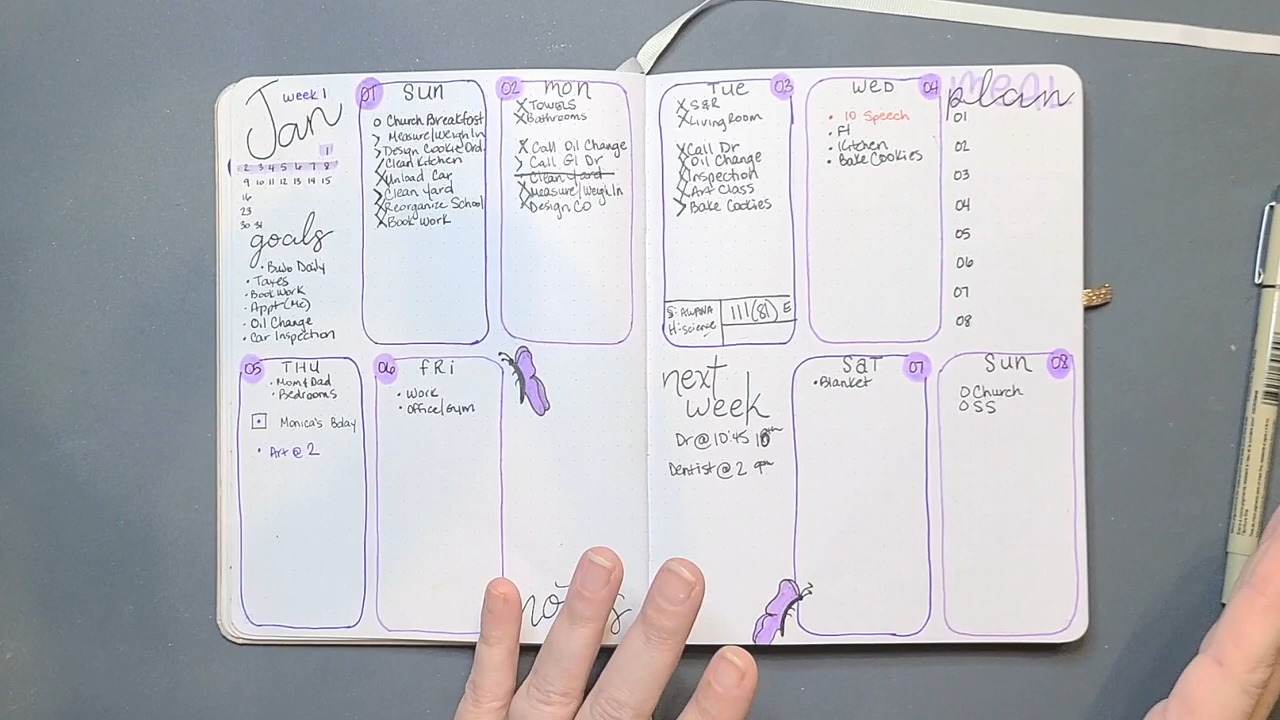 Jan
week 1
1
2 3 4 5 6 7 8
9 10 11 12 13 14 15
16
23
30 31
goals
• BuJo Daily
• Taxes
• Book Work
• Appt (Mc)
• Oil Change
• Car Inspection
01 Sun
o Church Breakfast
> Measure/Weigh In
> Design Cookie Ord
Clean Kitchen
X Unload Car
> Clean Yard
Reorganize School
X Book Work
02 mon
X Towels
X Bathrooms
X Call Oil Change
> Call GI Dr
Clean Yard
X Measure/Weigh In
X Design Co
Tue 03
X S&R
X Living Room
X Call Dr
X Oil Change
X Inspection
X Art Class
> Bake Cookies
S: AWANA
H: science
111(81) E
Wed 04
• 10 Speech
• Ft
• Kitchen
• Bake Cookies
mean
plan
01
02
03
04
05
06
07
08
05 THU
• Mom & Dad
• Bedrooms
Monica's Bday
• Art @ 2
06 FRI
• Work
• Office/Gym
notes
next
week
Dr @ 10:45
Dentist @ 2 9th
Sat 07
• Blanket
Sun 08
O Church
O SS